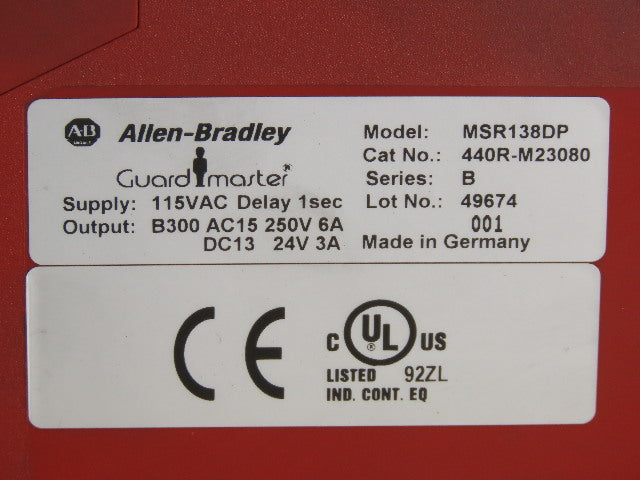 AB Allen-Bradley
Guardmaster®
Supply: 115VAC Delay 1sec
Output: B300 AC15 250V 6A
DC13 24V 3A
Model: MSR138DP
Cat No.: 440R-M23080
Series: B
Lot No.: 49674
001
Made in Germany
CE
C UL® US
LISTED 92ZL
IND. CONT. EQ